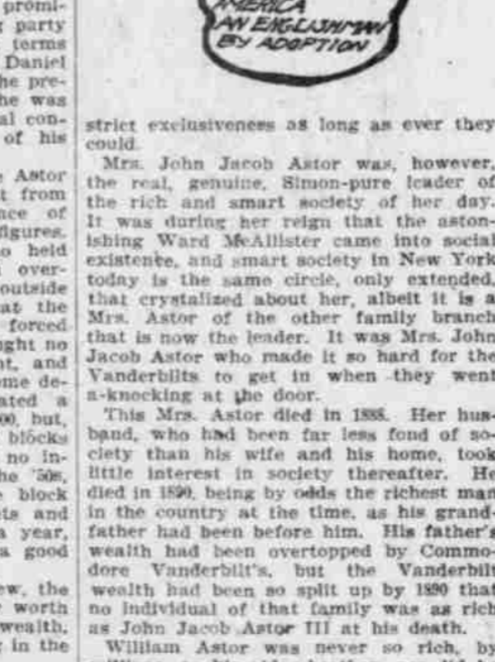 promi-
party
terms
Daniel
he pre-
he was
al con-
of his
Astor
t from
nce of
figures.
o held
over-
outside
at the
forced
ught no
nt, and
ome de-
ated a
00, but,
blocks
no in-
he '50s,
block
ts and
a year,
a good
ew, the
worth
wealth,
in the
AMERICA
AN ENGLISHMAN
BY ADOPTION
strict exclusiveness as long as ever they
could.
Mrs. John Jacob Astor was, however,
the real, genuine, Simon-pure leader of
the rich and smart society of her day.
It was during her reign that the aston-
ishing Ward McAllister came into social
existence, and smart society in New York
today is the same circle, only extended,
that crystalized about her, albeit it is a
Mrs. Astor of the other family branch
that is now the leader. It was Mrs. John
Jacob Astor who made it so hard for the
Vanderbilts to get in when they went
a-knocking at the door.
This Mrs. Astor died in 1888. Her hus-
band, who had been far less fond of so-
ciety than his wife and his home, took
little interest in society thereafter. He
died in 1890, being by odds the richest man
in the country at the time, as his grand-
father had been before him. His father's
wealth had been overtopped by Commo-
dore Vanderbilt's, but the Vanderbilt
wealth had been so split up by 1890 that
no individual of that family was as rich
as John Jacob Astor III at his death.
William Astor was never so rich, by